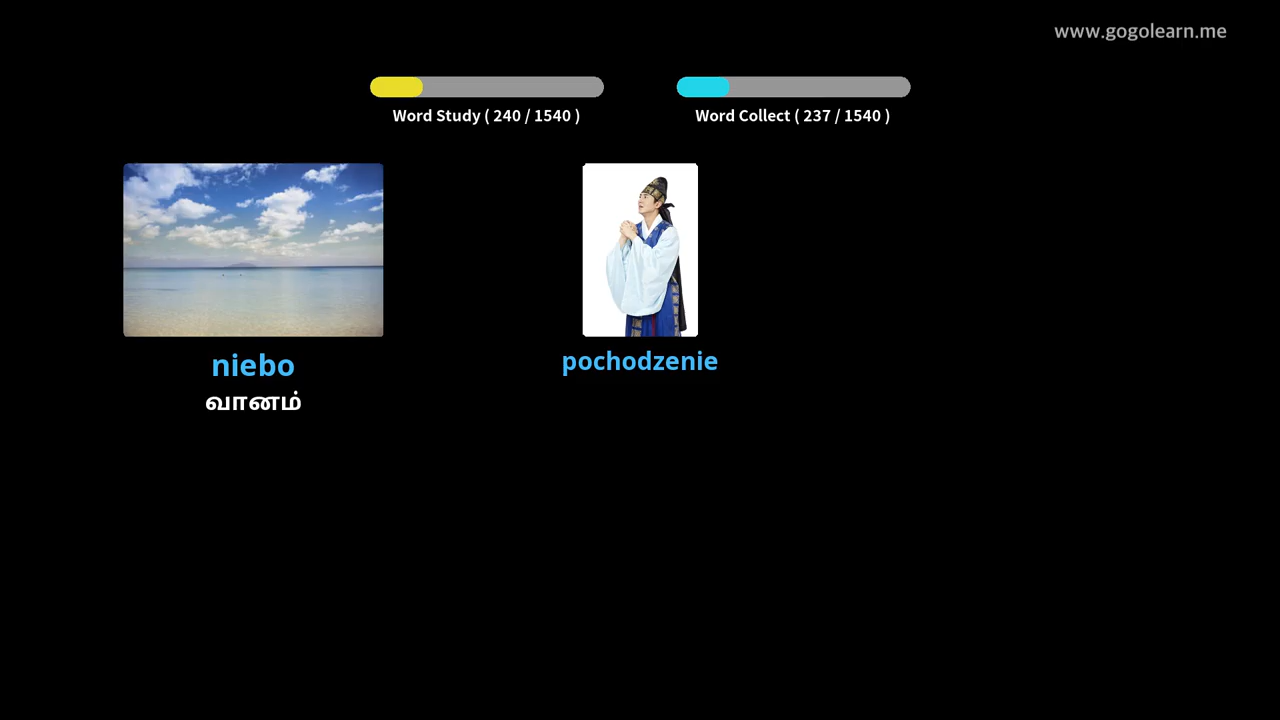 www.gogolearn.me
Word Study ( 240 / 1540 )
Word Collect ( 237 / 1540 )
niebo
வானம்
pochodzenie